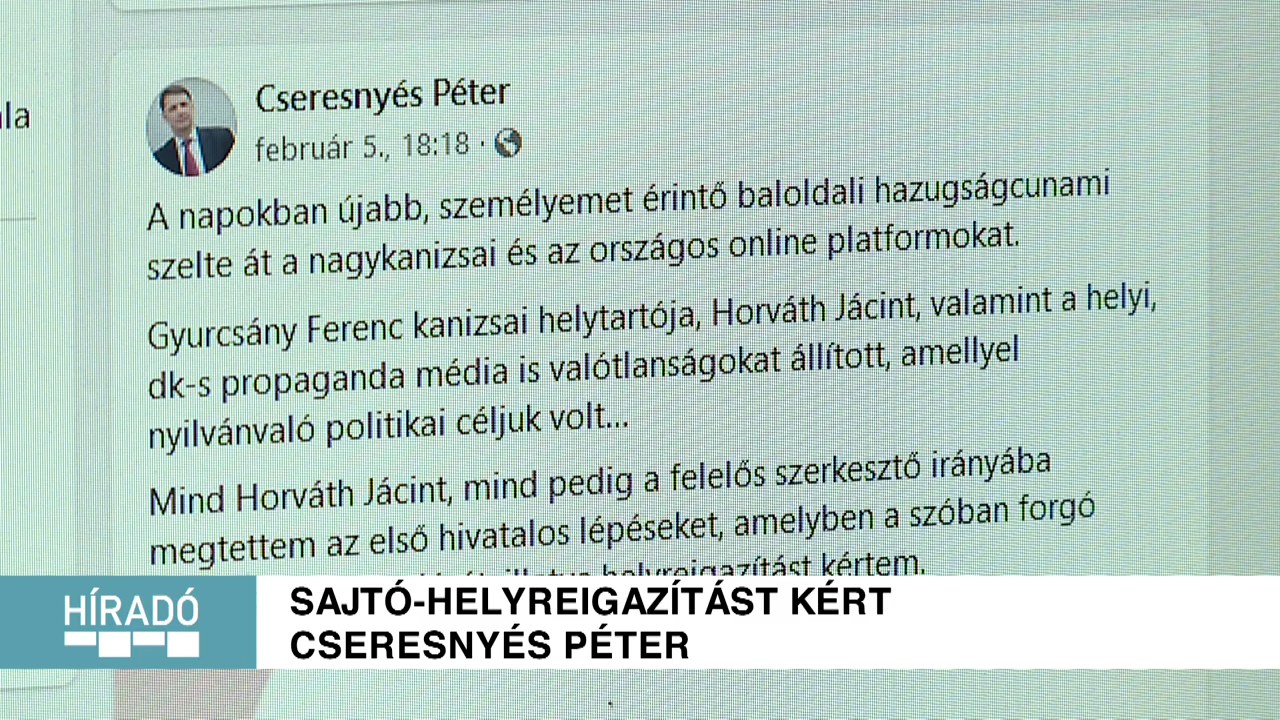 la
Cseresnyés Péter
február 5., 18:18 ·
A napokban újabb, személyemet érintő baloldali hazugságcunami
szelte át a nagykanizsai és az országos online platformokat.
Gyurcsány Ferenc kanizsai helytartója, Horváth Jácint, valamint a helyi,
dk-s propaganda média is valótlanságokat állított, amellyel
nyilvánvaló politikai céljuk volt...
Mind Horváth Jácint, mind pedig a felelős szerkesztő irányába
megtettem az első hivatalos lépéseket, amelyben a szóban forgó
helyreigazítást kértem.
HÍRADÓ
SAJTÓ-HELYREIGAZÍTÁST KÉRT
CSERESNYÉS PÉTER